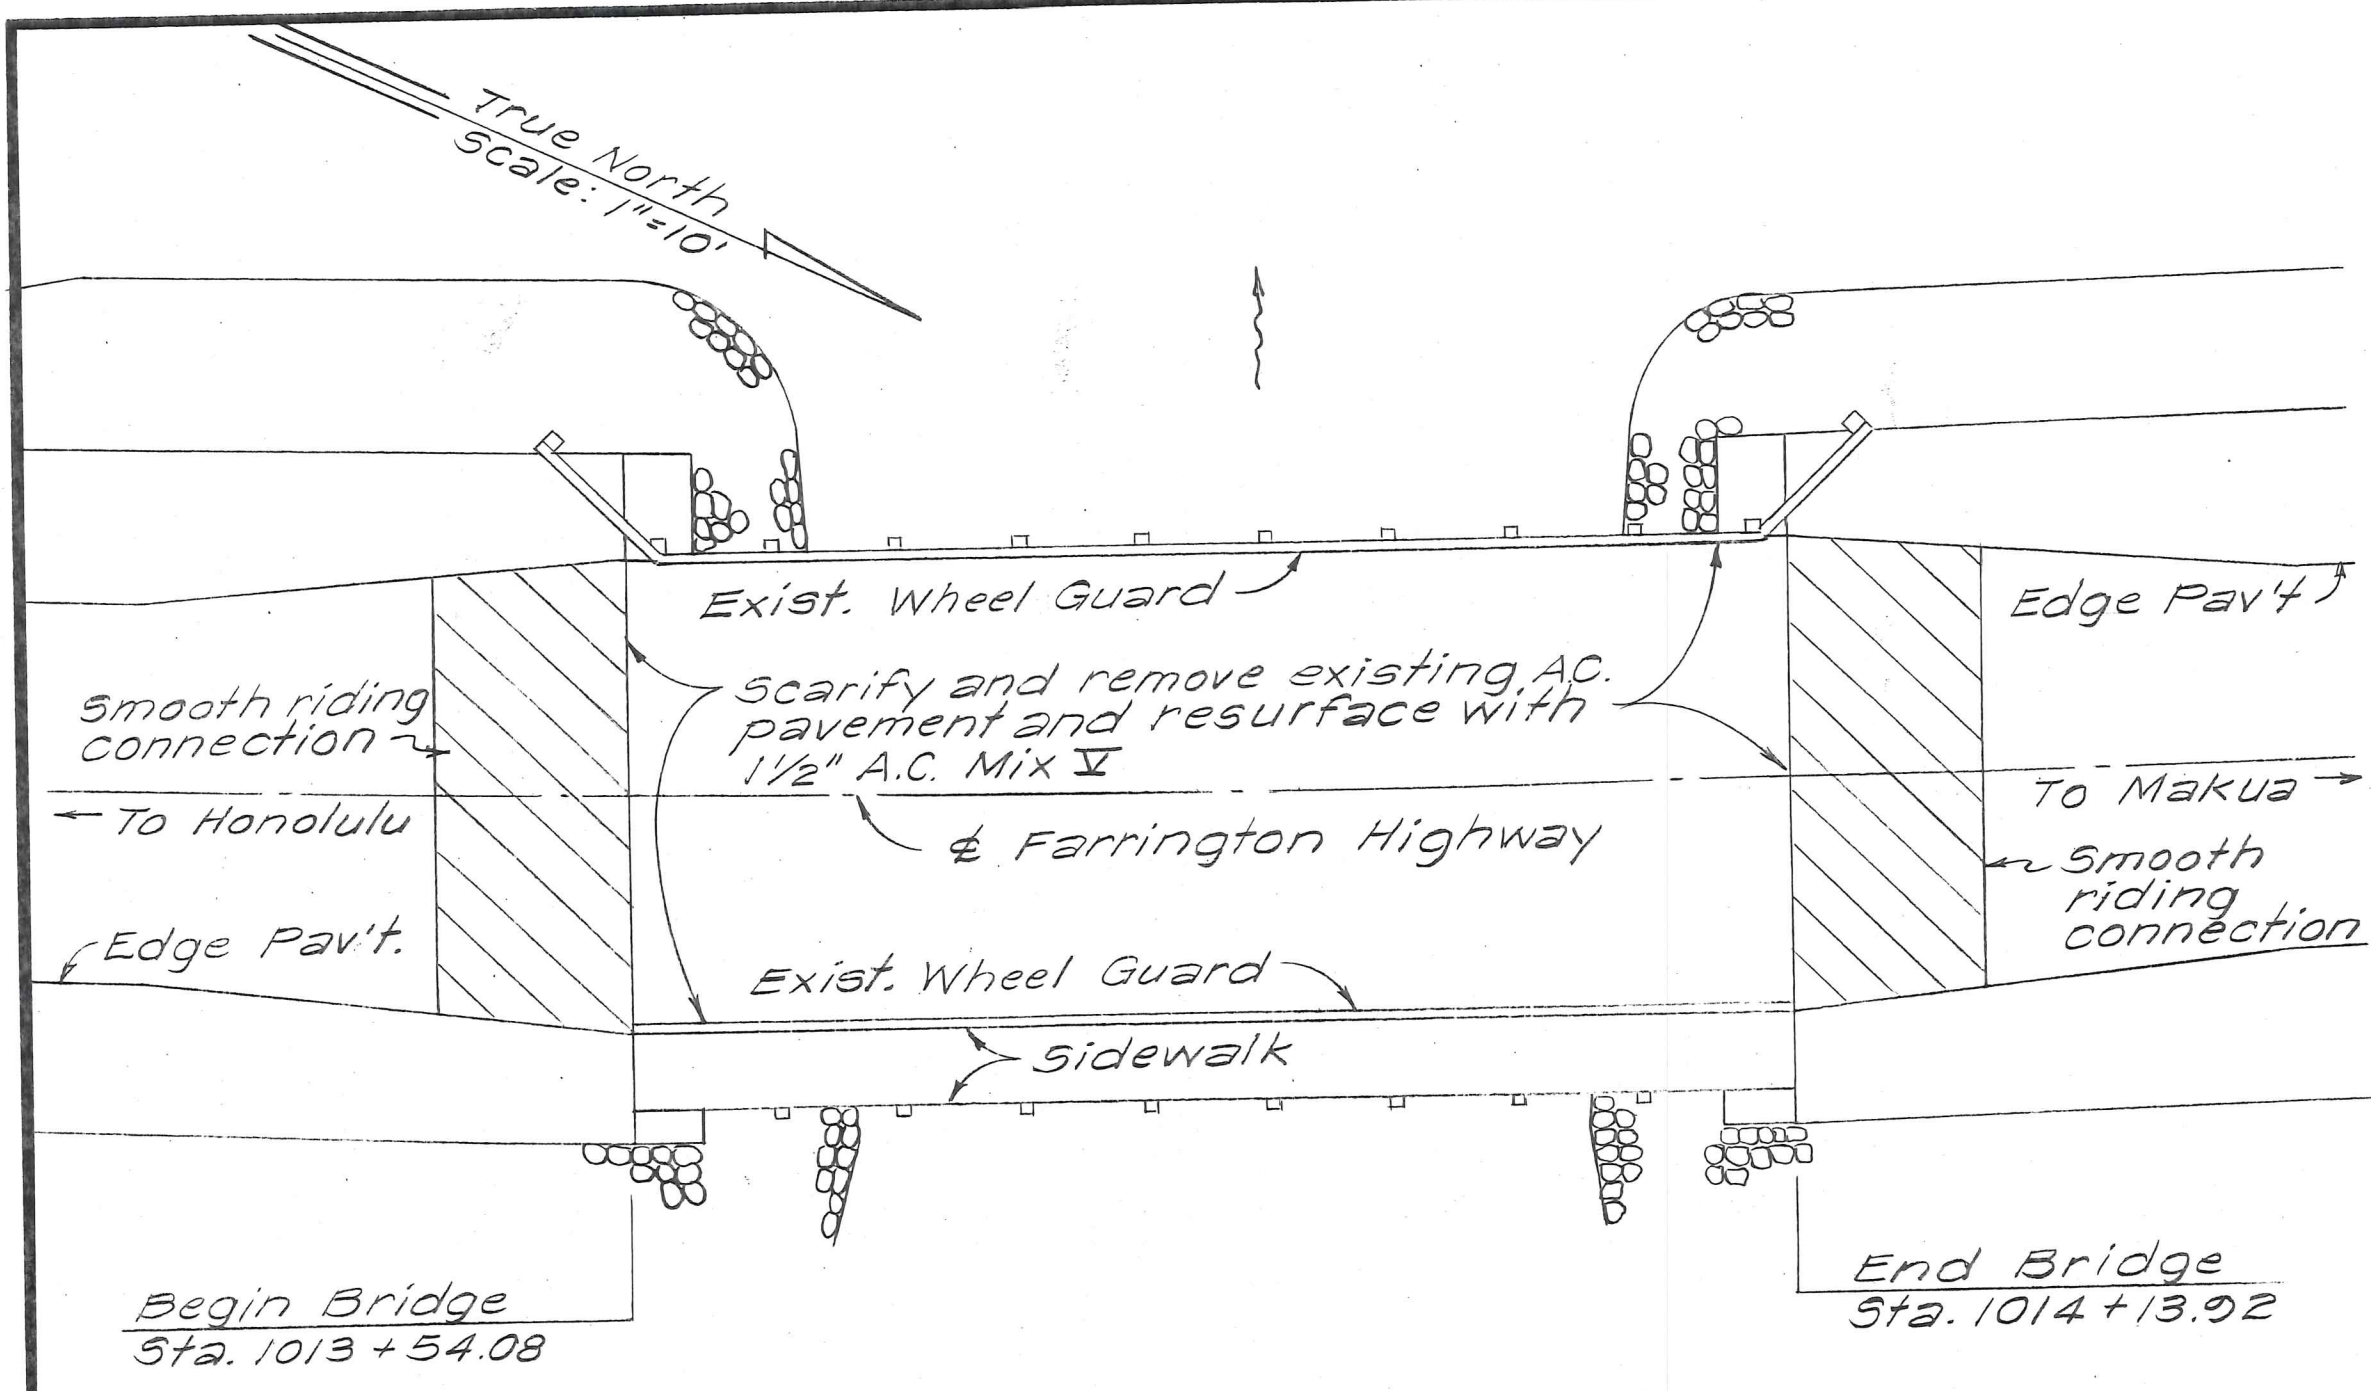 True North
Scale: 1"=10'
Exist. Wheel Guard
Edge Pav't
Scarify and remove existing A.C.
pavement and resurface with
1½" A.C. Mix V
Smooth riding
connection
To Honolulu
To Makua
℄ Farrington Highway
Smooth
riding
connection
Edge Pav't.
Exist. Wheel Guard
Sidewalk
Begin Bridge
Sta. 1013 + 54.08
End Bridge
Sta. 1014 + 13.92